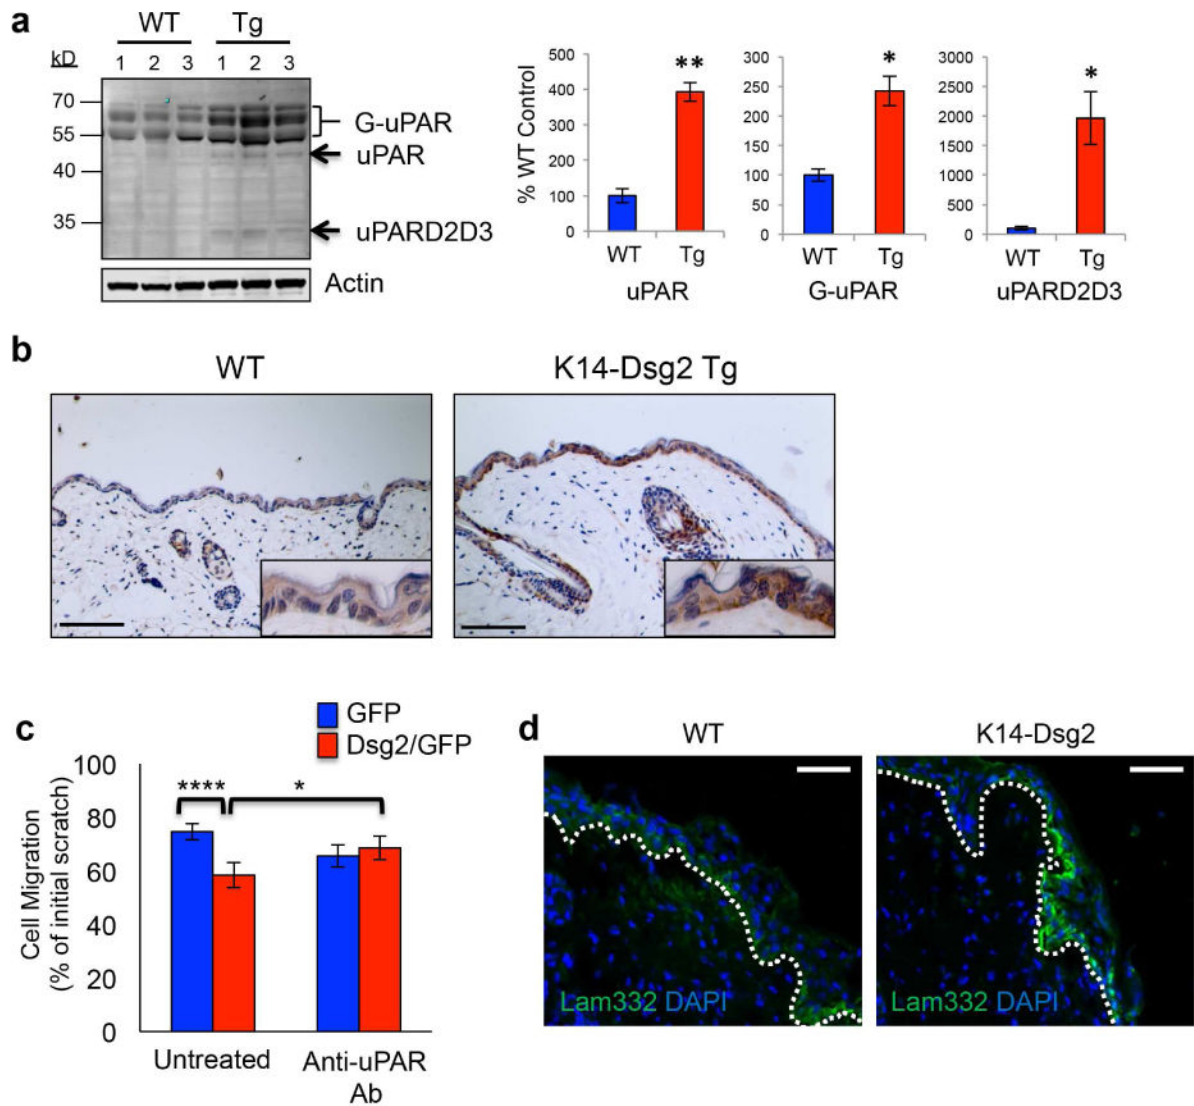 a
WT Tg
kD 1 2 3 1 2 3
70
55
40
35
G-uPAR
uPAR
uPARD2D3
Actin
% WT Control
500
400
300
200
100
0
**
WT Tg
uPAR
300
250
200
150
100
50
0
*
WT Tg
G-uPAR
3000
2500
2000
1500
1000
500
0
*
WT Tg
uPARD2D3
b
WT
K14-Dsg2 Tg
c
GFP
Dsg2/GFP
Cell Migration
(% of initial scratch)
100
80
60
40
20
0
****
*
Untreated
Anti-uPAR
Ab
d
WT
K14-Dsg2
Lam332 DAPI
Lam332 DAPI